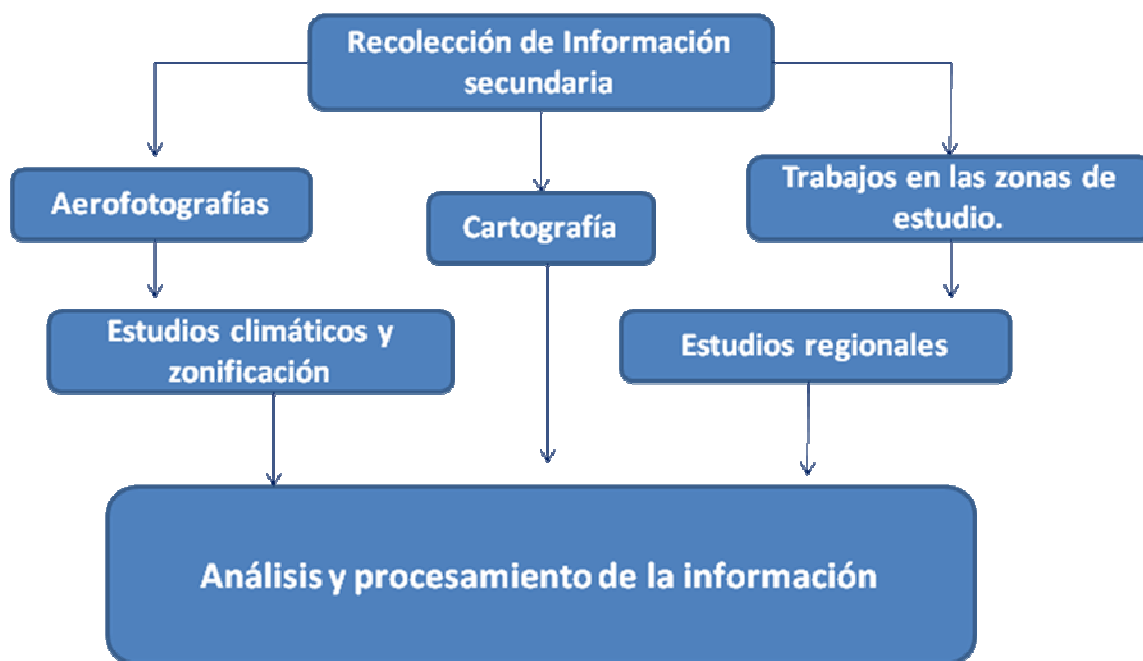 Recolección de Información
secundaria
Aerofotografías
Cartografía
Trabajos en las zonas de
estudio.
Estudios climáticos y
zonificación
Estudios regionales
Análisis y procesamiento de la información